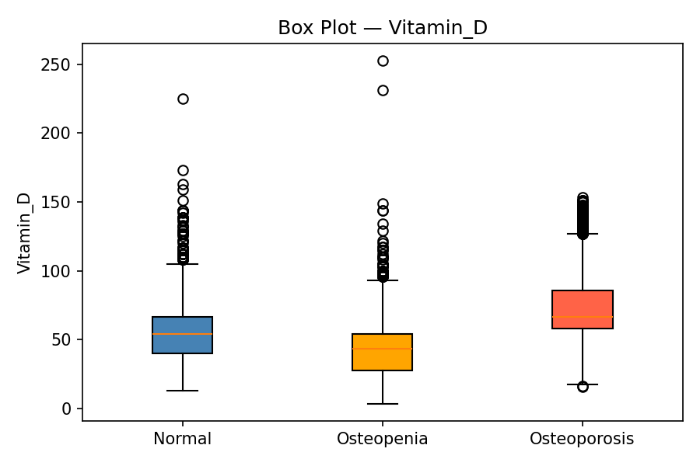 Box Plot — Vitamin_D
Vitamin_D
250
200
150
100
50
0
Normal
Osteopenia
Osteoporosis